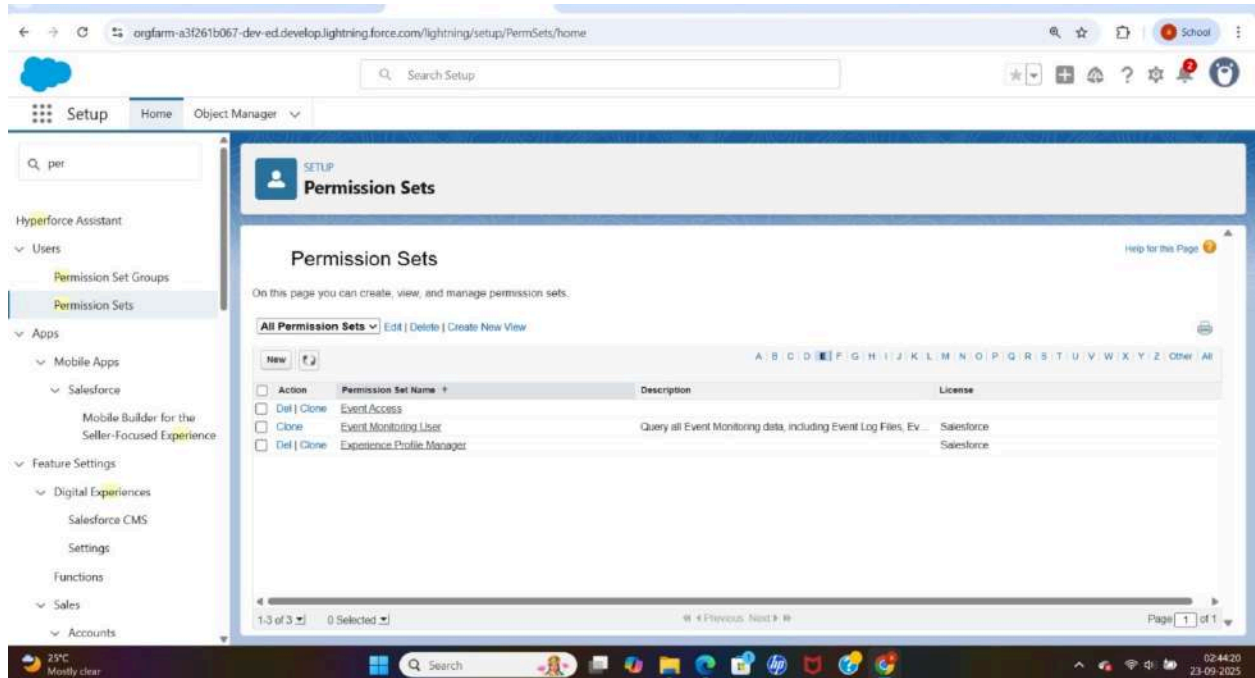 orgfarm-a3f261b067-dev-ed.develop.lightning.force.com/lightning/setup/PermSets/home
School
Search Setup
2
Setup Home Object Manager
per
Hyperforce Assistant
Users
Permission Set Groups
Permission Sets
Apps
Mobile Apps
Salesforce
Mobile Builder for the
Seller-Focused Experience
Feature Settings
Digital Experiences
Salesforce CMS
Settings
Functions
Sales
Accounts
SETUP
Permission Sets
Permission Sets
Help for this Page
On this page you can create, view, and manage permission sets.
All Permission Sets Edit | Delete | Create New View
New A B C D E F G H I J K L M N O P Q R S T U V W X Y Z Other All
Action Permission Set Name Description License
Del | Clone Event Access
Clone Event Monitoring User Query all Event Monitoring data, including Event Log Files, Ev... Salesforce
Del | Clone Experience Profile Manager Salesforce
1-3 of 3 0 Selected Previous Next Page 1 of 1
25°C
Mostly clear
Search
hp
02:44:20
23-09-2025